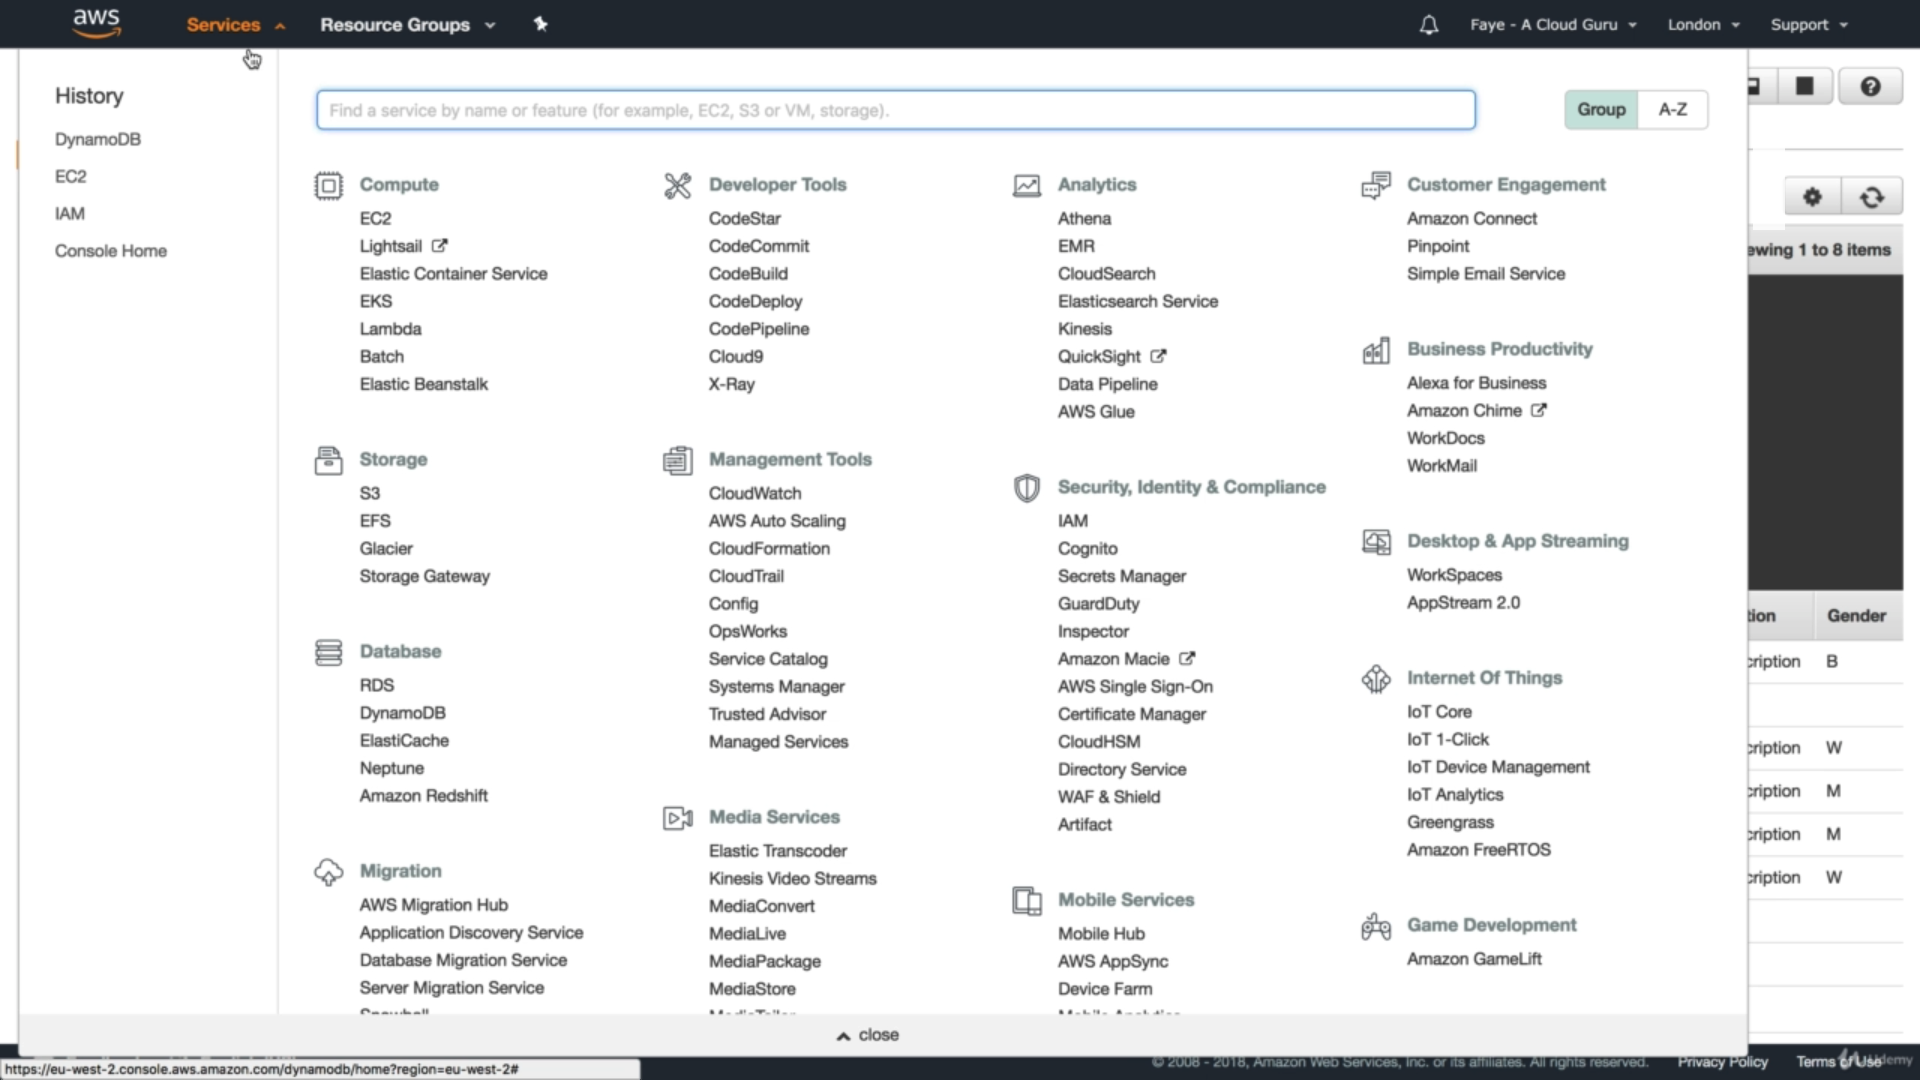 aws
Services
Resource Groups
Faye - A Cloud Guru
London
Support
History
DynamoDB
EC2
IAM
Console Home
Find a service by name or feature (for example, EC2, S3 or VM, storage).
Group
A-Z
Compute
EC2
Lightsail
Elastic Container Service
EKS
Lambda
Batch
Elastic Beanstalk
Storage
S3
EFS
Glacier
Storage Gateway
Database
RDS
DynamoDB
ElastiCache
Neptune
Amazon Redshift
Migration
AWS Migration Hub
Application Discovery Service
Database Migration Service
Server Migration Service
Snowball
Developer Tools
CodeStar
CodeCommit
CodeBuild
CodeDeploy
CodePipeline
Cloud9
X-Ray
Management Tools
CloudWatch
AWS Auto Scaling
CloudFormation
CloudTrail
Config
OpsWorks
Service Catalog
Systems Manager
Trusted Advisor
Managed Services
Media Services
Elastic Transcoder
Kinesis Video Streams
MediaConvert
MediaLive
MediaPackage
MediaStore
MediaTailor
Analytics
Athena
EMR
CloudSearch
Elasticsearch Service
Kinesis
QuickSight
Data Pipeline
AWS Glue
Security, Identity & Compliance
IAM
Cognito
Secrets Manager
GuardDuty
Inspector
Amazon Macie
AWS Single Sign-On
Certificate Manager
CloudHSM
Directory Service
WAF & Shield
Artifact
Mobile Services
Mobile Hub
AWS AppSync
Device Farm
Mobile Analytics
Customer Engagement
Amazon Connect
Pinpoint
Simple Email Service
Business Productivity
Alexa for Business
Amazon Chime
WorkDocs
WorkMail
Desktop & App Streaming
WorkSpaces
AppStream 2.0
Internet Of Things
IoT Core
IoT 1-Click
IoT Device Management
IoT Analytics
Greengrass
Amazon FreeRTOS
Game Development
Amazon GameLift
ewing 1 to 8 items
tion Gender
cription B
cription W
cription M
cription M
cription W
close
https://eu-west-2.console.aws.amazon.com/dynamodb/home?region=eu-west-2#
© 2008 - 2018, Amazon Web Services, Inc. or its affiliates. All rights reserved.
Privacy Policy
Terms of Use